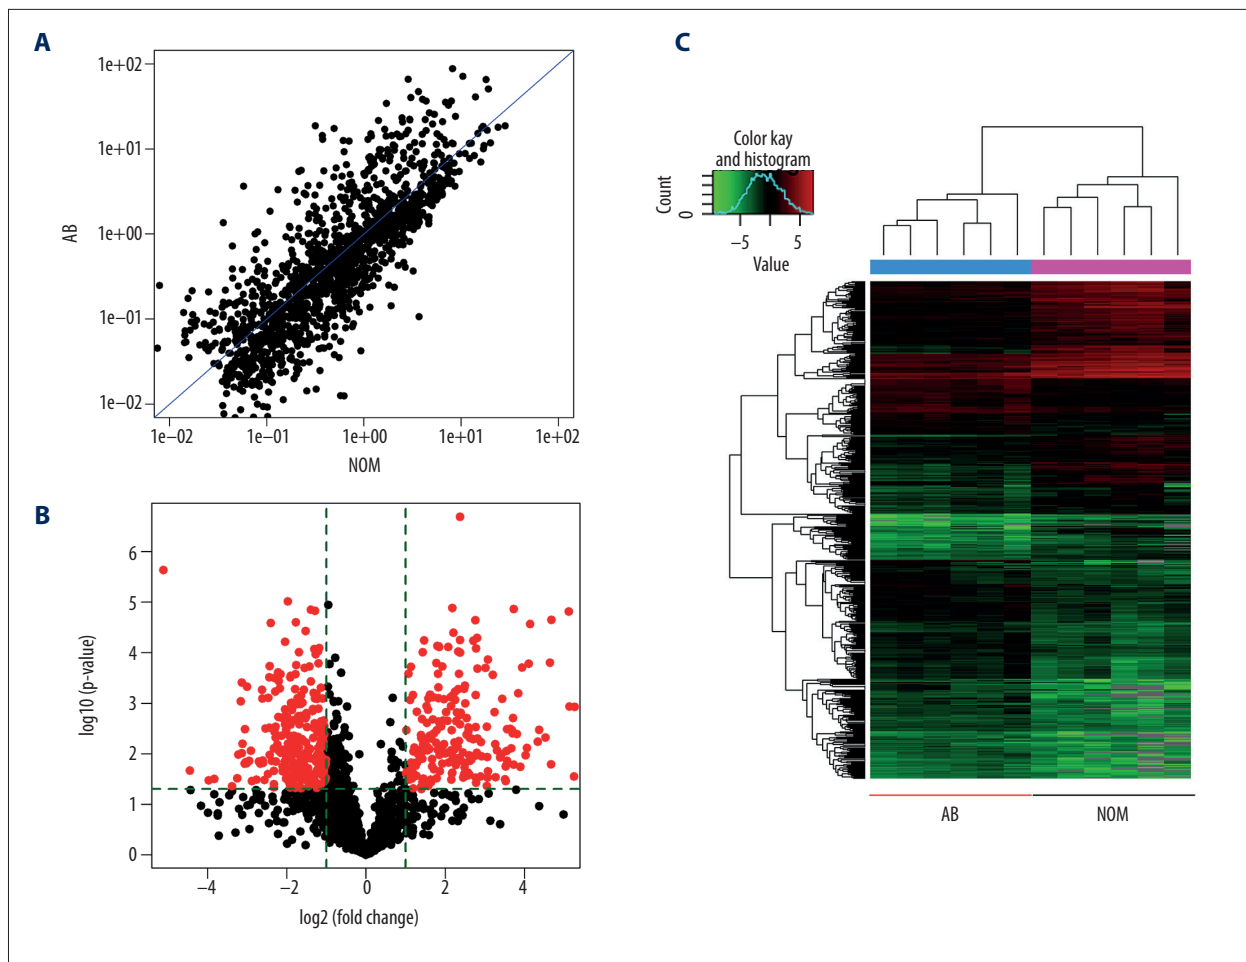 A
1e+02
1e+01
1e+00
1e−01
1e−02
AB
1e−02 1e−01 1e+00 1e+01 1e+02
NOM
B
6
5
4
3
2
1
0
log10 (p-value)
−4 −2 0 2 4
log2 (fold change)
C
Color kay
and histogram
Count
0
−5 5
Value
AB NOM